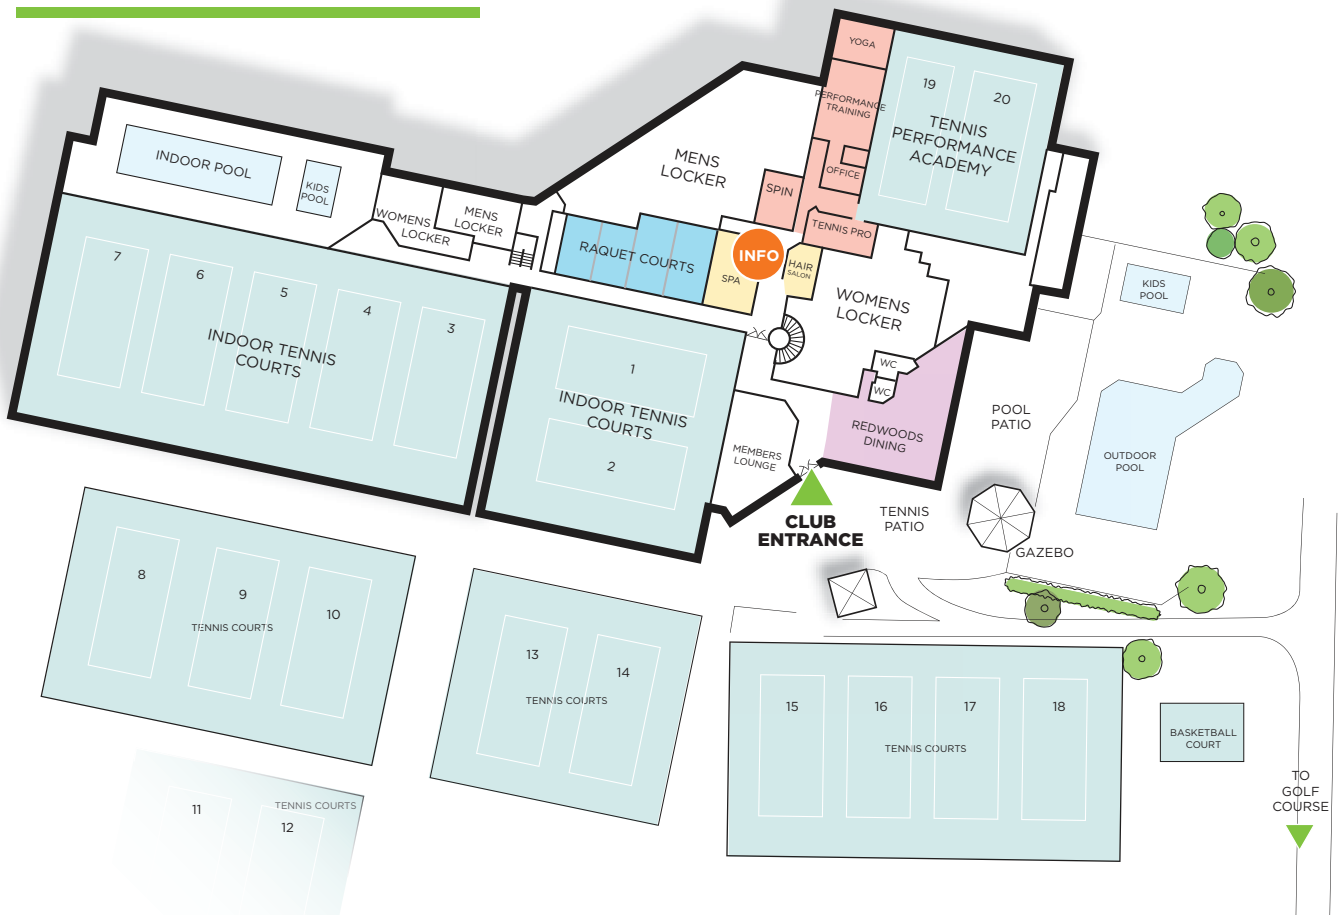 YOGA
PERFORMANCE
TRAINING
19
20
TENNIS
PERFORMANCE
ACADEMY
OFFICE
MENS
LOCKER
SPIN
TENNIS PRO
INDOOR POOL
KIDS
POOL
WOMENS
LOCKER
MENS
LOCKER
RAQUET COURTS
SPA
INFO
HAIR
SALON
WOMENS
LOCKER
WC
WC
REDWOODS
DINING
7
6
5
4
3
INDOOR TENNIS
COURTS
1
INDOOR TENNIS
COURTS
2
MEMBERS
LOUNGE
CLUB
ENTRANCE
TENNIS
PATIO
POOL
PATIO
KIDS
POOL
OUTDOOR
POOL
GAZEBO
8
9
10
TENNIS COURTS
11
12
TENNIS COURTS
13
14
TENNIS COURTS
15
16
17
18
TENNIS COURTS
BASKETBALL
COURT
TO
GOLF
COURSE